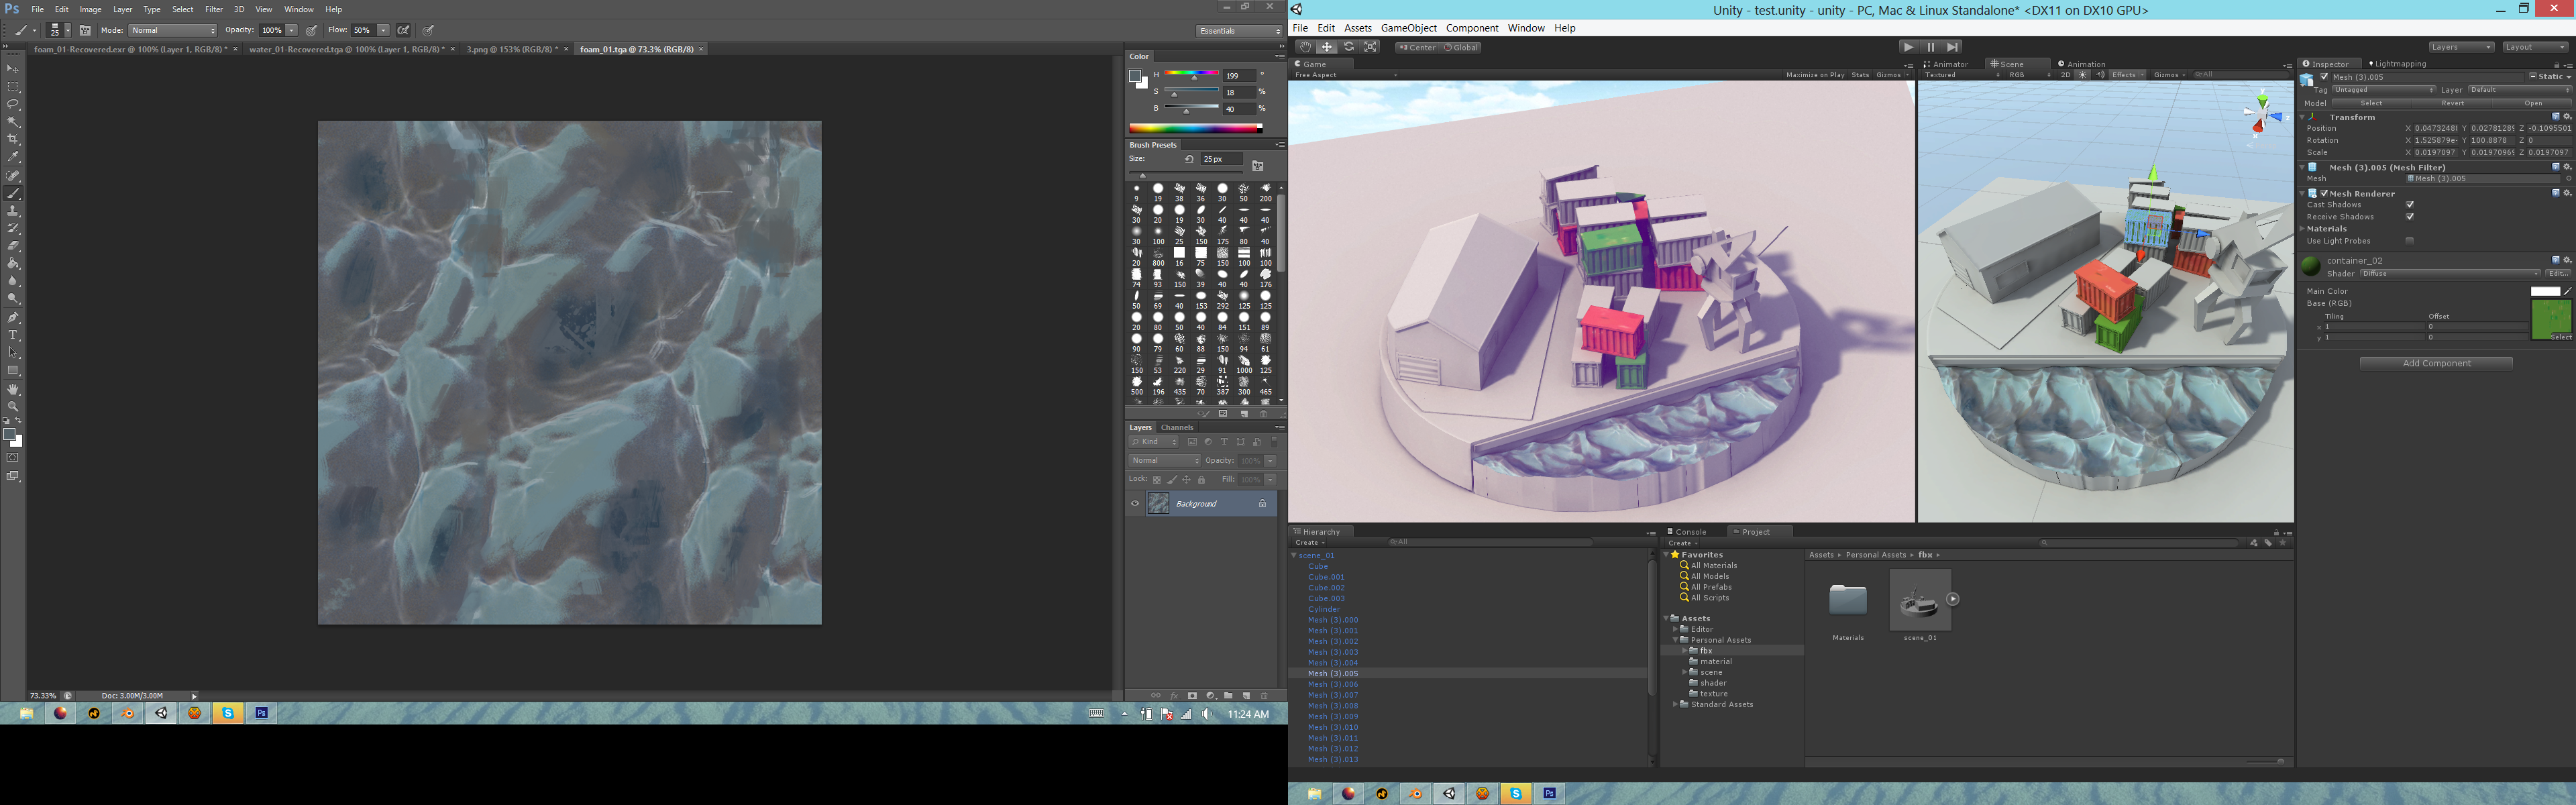 Ps File Edit Image Layer Type Select Filter 3D View Window Help
25 Mode: Normal Opacity: 100% Flow: 50% Essentials
foam_01-Recovered.exr @ 100% (Layer 1, RGB/8) * × water_01-Recovered.tga @ 100% (Layer 1, RGB/8) * × 3.png @ 153% (RGB/8) * × foam_01.tga @ 73.3% (RGB/8) ×
Color
H 199 °
S 18 %
B 40 %
Brush Presets
Size: 25 px
9 19 38 36 30 50 200
30 20 19 30 40 40 40
30 100 25 150 175 80 40
20 800 16 75 150 100 100
74 93 150 39 40 40 176
50 69 40 153 292 125 125
20 80 50 40 84 151 89
90 79 60 88 150 94 61
150 53 220 29 91 1000 125
500 196 435 70 387 300 465
Layers Channels
Kind
Normal Opacity: 100%
Lock: Fill: 100%
Background
73.33% Doc: 3.00M/3.00M
11:24 AM
Unity - test.unity - unity - PC, Mac & Linux Standalone* <DX11 on DX10 GPU>
File Edit Assets GameObject Component Window Help
Center Global Layers Layout
Game
Free Aspect Maximize on Play Stats Gizmos
Animator Scene Animation
Textured RGB 2D Effects Gizmos All
Inspector Lightmapping
Mesh (3).005 Static
Tag Untagged Layer Default
Model Select Revert Open
Transform
Position X 0.0473248 Y 0.0278128 Z -0.1095501
Rotation X 1.525879e- Y 100.8878 Z 0
Scale X 0.0197097 Y 0.0197096 Z 0.0197097
Mesh (3).005 (Mesh Filter)
Mesh Mesh (3).005
Mesh Renderer
Cast Shadows
Receive Shadows
Materials
Use Light Probes
container_02
Shader Diffuse Edit...
Main Color
Base (RGB)
Tiling Offset
x 1 0
y 1 0
Select
Add Component
Hierarchy
Create All
scene_01
Cube
Cube.001
Cube.002
Cube.003
Cylinder
Mesh (3).000
Mesh (3).001
Mesh (3).002
Mesh (3).003
Mesh (3).004
Mesh (3).005
Mesh (3).006
Mesh (3).007
Mesh (3).008
Mesh (3).009
Mesh (3).010
Mesh (3).011
Mesh (3).012
Mesh (3).013
Console Project
Create
Favorites
All Materials
All Models
All Prefabs
All Scripts
Assets
Editor
Personal Assets
fbx
material
scene
shader
texture
Standard Assets
Assets Personal Assets fbx
Materials scene_01